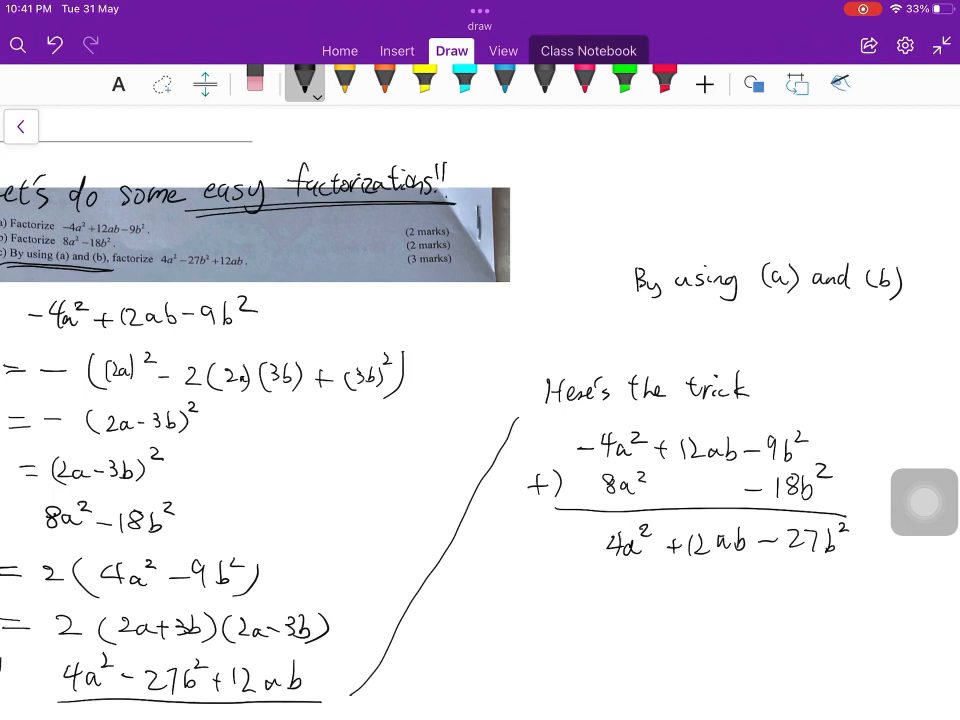 10:41 PM Tue 31 May
33%
draw
Home Insert Draw View Class Notebook
A
et's do some easy factorizations!!
a) Factorize −4a² +12ab −9b². (2 marks)
b) Factorize 8a² −18b². (2 marks)
c) By using (a) and (b), factorize 4a² −27b² +12ab. (3 marks)
-4a² + 12ab - 9b²
= - ((2a)² - 2(2a)(3b) + (3b)²)
= - (2a - 3b)²
= (2a - 3b)²
8a² - 18b²
= 2(4a² - 9b²)
= 2(2a + 3b)(2a - 3b)
4a² - 27b² + 12ab
By using (a) and (b)
Here's the trick
-4a² + 12ab - 9b²
+) 8a² - 18b²
4a² + 12ab - 27b²